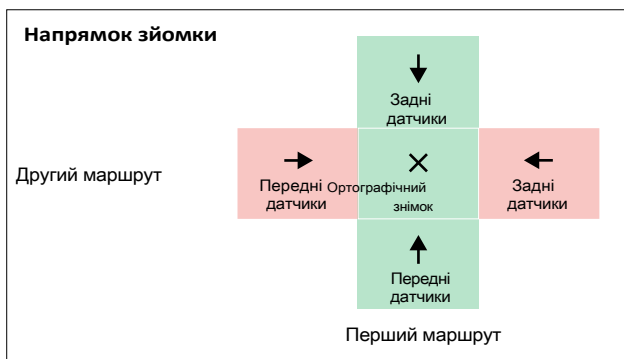 Напрямок зйомки
Задні
датчики
Другий маршрут
Передні
датчики
Ортографічний
знімок
Задні
датчики
Передні
датчики
Перший маршрут